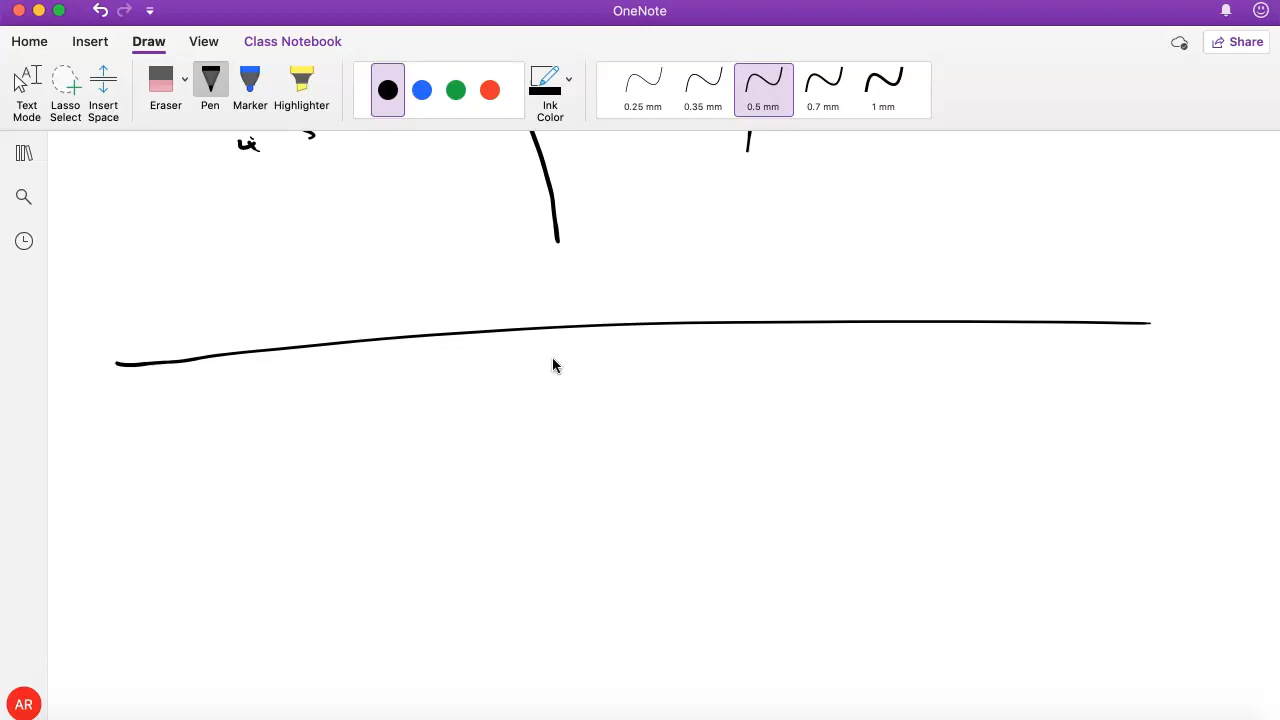 OneNote
Home Insert Draw View Class Notebook Share
Text Mode
Lasso Select
Insert Space
Eraser
Pen
Marker
Highlighter
Ink Color
0.25 mm
0.35 mm
0.5 mm
0.7 mm
1 mm
AR